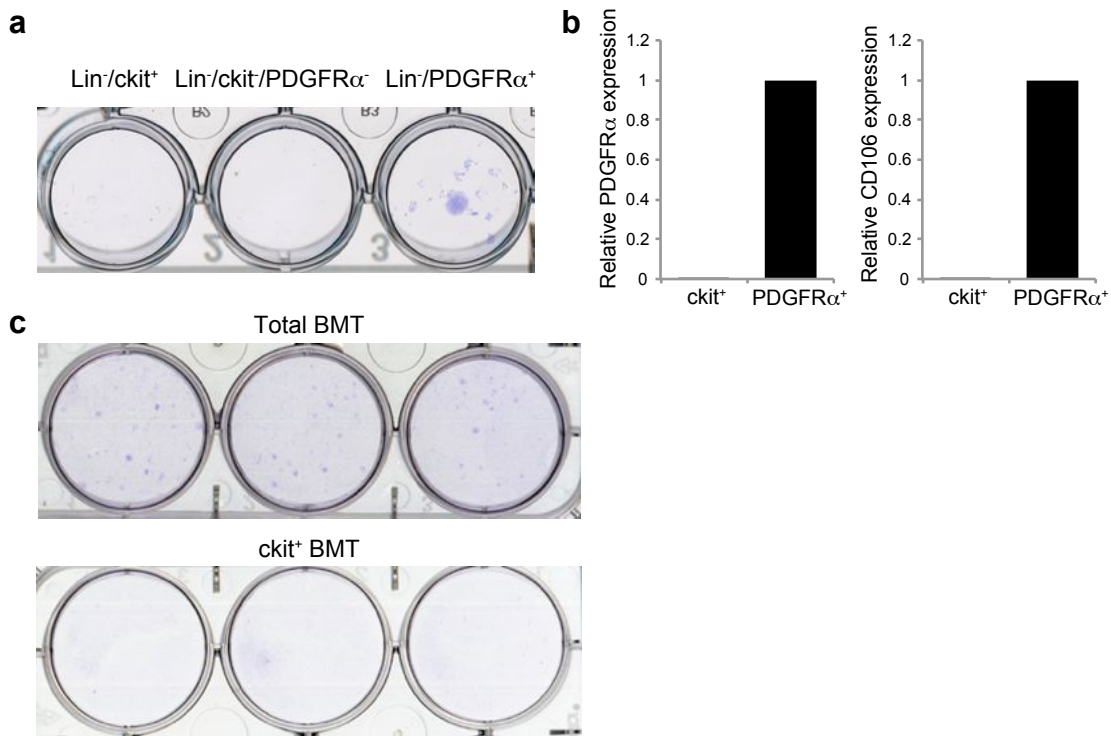 a
Lin⁻/ckit⁺ Lin⁻/ckit⁻/PDGFRα⁻ Lin⁻/PDGFRα⁺
b
Relative PDGFRα expression
1.2
1
0.8
0.6
0.4
0.2
0
ckit⁺ PDGFRα⁺
Relative CD106 expression
1.2
1
0.8
0.6
0.4
0.2
0
ckit⁺ PDGFRα⁺
c
Total BMT
ckit⁺ BMT